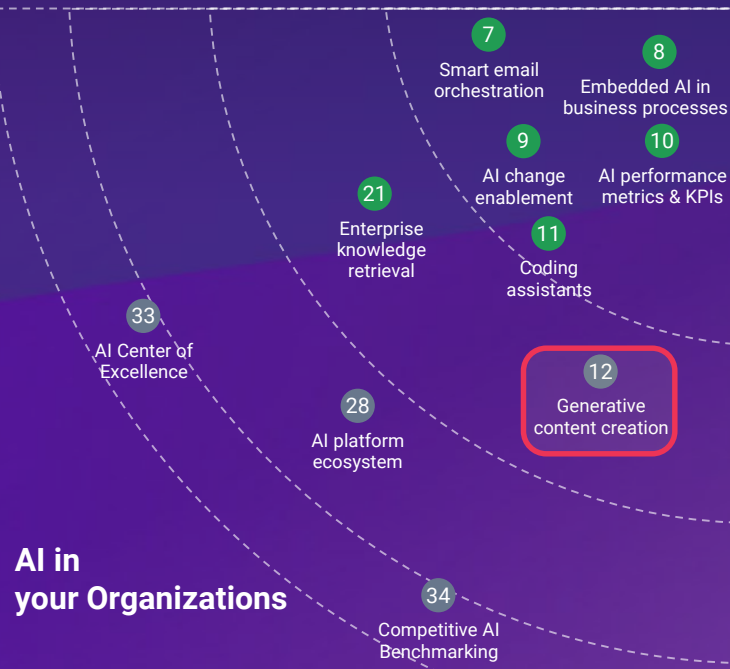 7
Smart email
orchestration
8
Embedded AI in
business processes
9
AI change
enablement
10
AI performance
metrics & KPIs
21
Enterprise
knowledge
retrieval
11
Coding
assistants
33
AI Center of
Excellence
12
Generative
content creation
28
AI platform
ecosystem
AI in
your Organizations
34
Competitive AI
Benchmarking